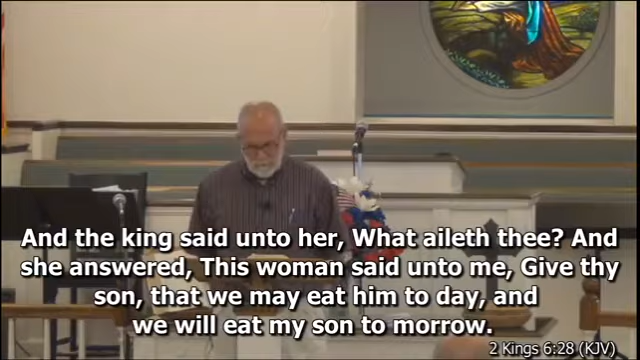 And the king said unto her, What aileth thee? And
she answered, This woman said unto me, Give thy
son, that we may eat him to day, and
we will eat my son to morrow.
2 Kings 6:28 (KJV)